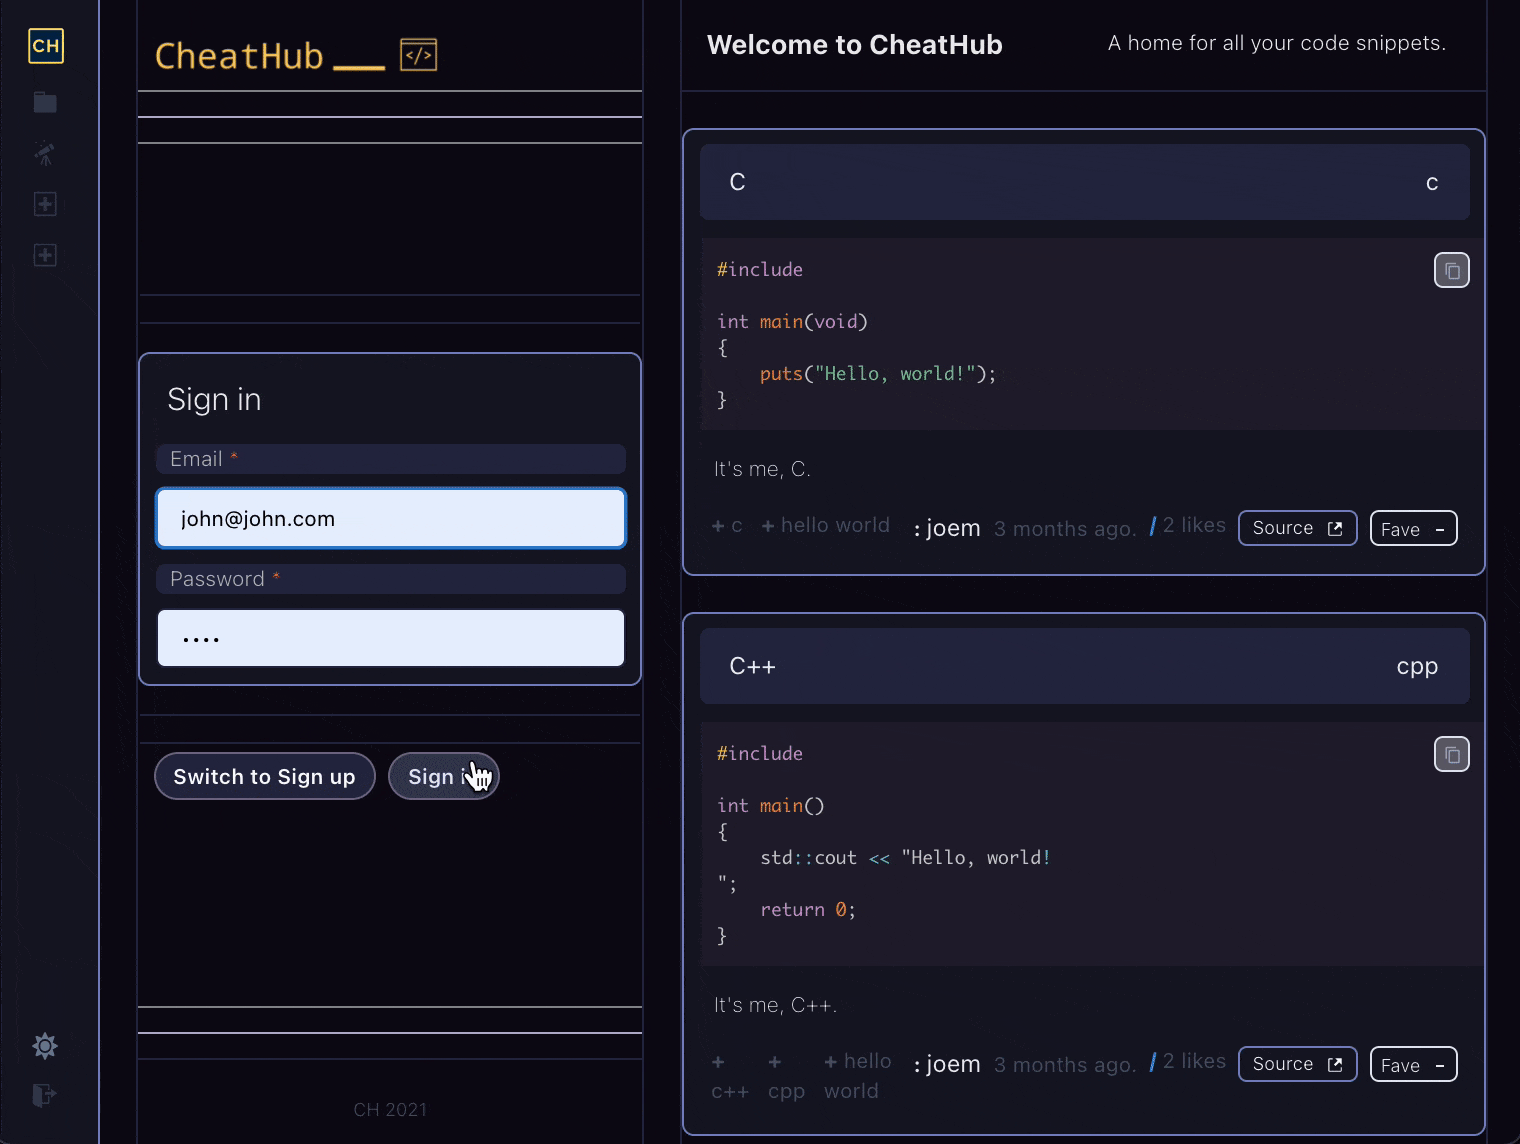 CH
CheatHub ___ </>
Welcome to CheatHub
A home for all your code snippets.
Sign in
Email *
john@john.com
Password *
••••
Switch to Sign up
Sign
CH 2021
C
c
#include
int main(void)
{
    puts("Hello, world!");
}
It's me, C.
+ c + hello world : joem 3 months ago. / 2 likes Source Fave -
C++
cpp
#include
int main()
{
    std::cout << "Hello, world!
";
    return 0;
}
It's me, C++.
+ c++ + cpp + hello world : joem 3 months ago. / 2 likes Source Fave -